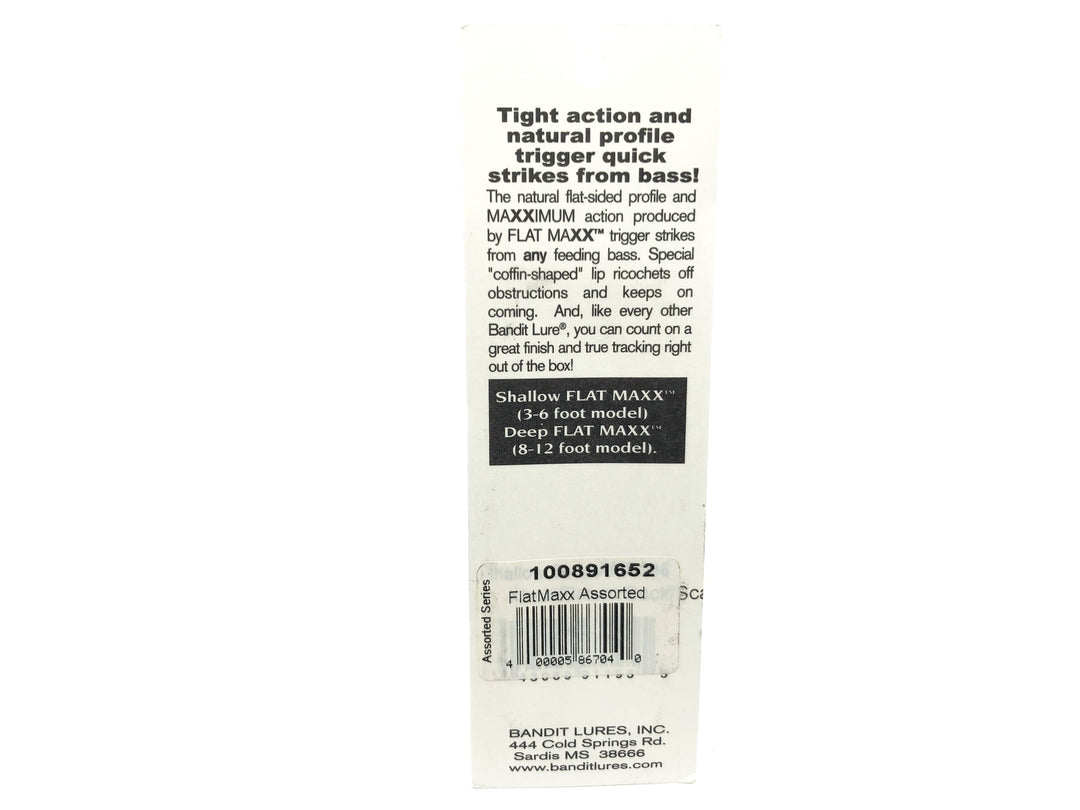 Tight action and
natural profile
trigger quick
strikes from bass!
The natural flat-sided profile and
MAXXIMUM action produced
by FLAT MAXX™ trigger strikes
from any feeding bass. Special
"coffin-shaped" lip ricochets off
obstructions and keeps on
coming. And, like every other
Bandit Lure®, you can count on a
great finish and true tracking right
out of the box!
Shallow FLAT MAXX™
(3-6 foot model)
Deep FLAT MAXX™
(8-12 foot model).
100891652
FlatMaxx Assorted
Assorted Series
4 00005 86704 0
BANDIT LURES, INC.
444 Cold Springs Rd.
Sardis MS 38666
www.banditlures.com